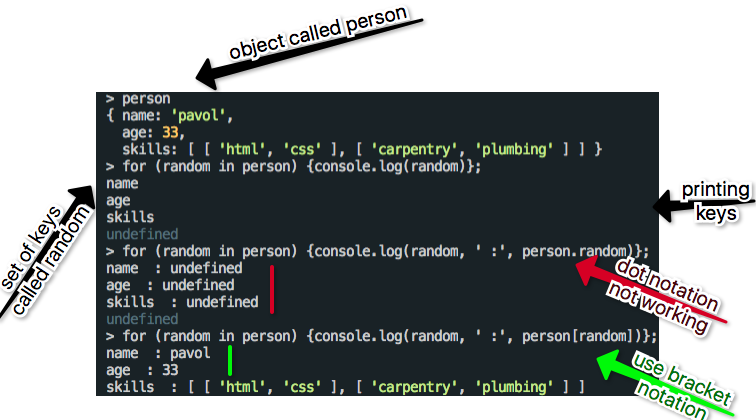 object called person
> person
{ name: 'pavol',
age: 33,
skills: [ [ 'html', 'css' ], [ 'carpentry', 'plumbing' ] ] }
> for (random in person) {console.log(random)};
name
age
skills
undefined
printing
keys
set of keys
called random
> for (random in person) {console.log(random, ' :', person.random)};
name  : undefined
age  : undefined
skills  : undefined
undefined
dot notation
not working
> for (random in person) {console.log(random, ' :', person[random])};
name  : pavol
age  : 33
skills  : [ [ 'html', 'css' ], [ 'carpentry', 'plumbing' ] ]
use bracket
notation